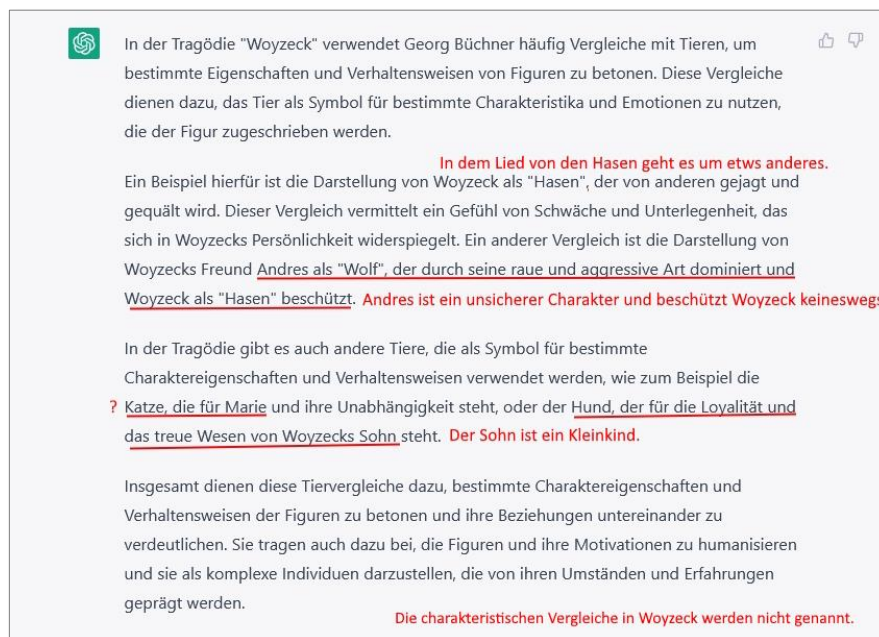 In der Tragödie "Woyzeck" verwendet Georg Büchner häufig Vergleiche mit Tieren, um
bestimmte Eigenschaften und Verhaltensweisen von Figuren zu betonen. Diese Vergleiche
dienen dazu, das Tier als Symbol für bestimmte Charakteristika und Emotionen zu nutzen,
die der Figur zugeschrieben werden.
In dem Lied von den Hasen geht es um etws anderes.
Ein Beispiel hierfür ist die Darstellung von Woyzeck als "Hasen", der von anderen gejagt und
gequält wird. Dieser Vergleich vermittelt ein Gefühl von Schwäche und Unterlegenheit, das
sich in Woyzecks Persönlichkeit widerspiegelt. Ein anderer Vergleich ist die Darstellung von
Woyzecks Freund Andres als "Wolf", der durch seine raue und aggressive Art dominiert und
Woyzeck als "Hasen" beschützt. Andres ist ein unsicherer Charakter und beschützt Woyzeck keineswegs
In der Tragödie gibt es auch andere Tiere, die als Symbol für bestimmte
Charaktereigenschaften und Verhaltensweisen verwendet werden, wie zum Beispiel die
? Katze, die für Marie und ihre Unabhängigkeit steht, oder der Hund, der für die Loyalität und
das treue Wesen von Woyzecks Sohn steht. Der Sohn ist ein Kleinkind.
Insgesamt dienen diese Tiervergleiche dazu, bestimmte Charaktereigenschaften und
Verhaltensweisen der Figuren zu betonen und ihre Beziehungen untereinander zu
verdeutlichen. Sie tragen auch dazu bei, die Figuren und ihre Motivationen zu humanisieren
und sie als komplexe Individuen darzustellen, die von ihren Umständen und Erfahrungen
geprägt werden.
Die charakteristischen Vergleiche in Woyzeck werden nicht genannt.